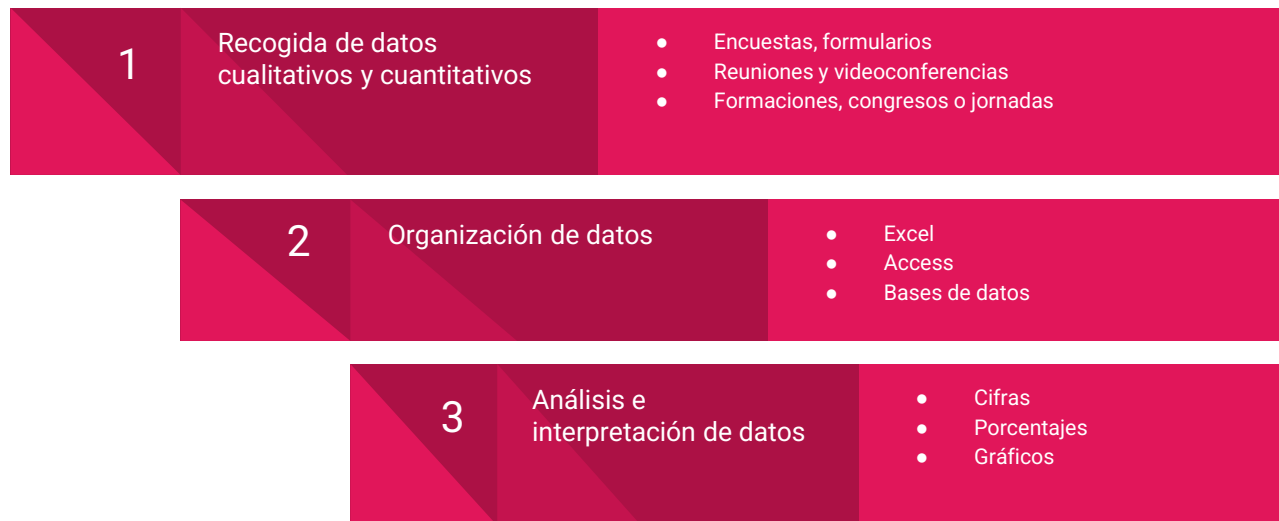 1
Recogida de datos
cualitativos y cuantitativos
● Encuestas, formularios
● Reuniones y videoconferencias
● Formaciones, congresos o jornadas
2
Organización de datos
● Excel
● Access
● Bases de datos
3
Análisis e
interpretación de datos
● Cifras
● Porcentajes
● Gráficos